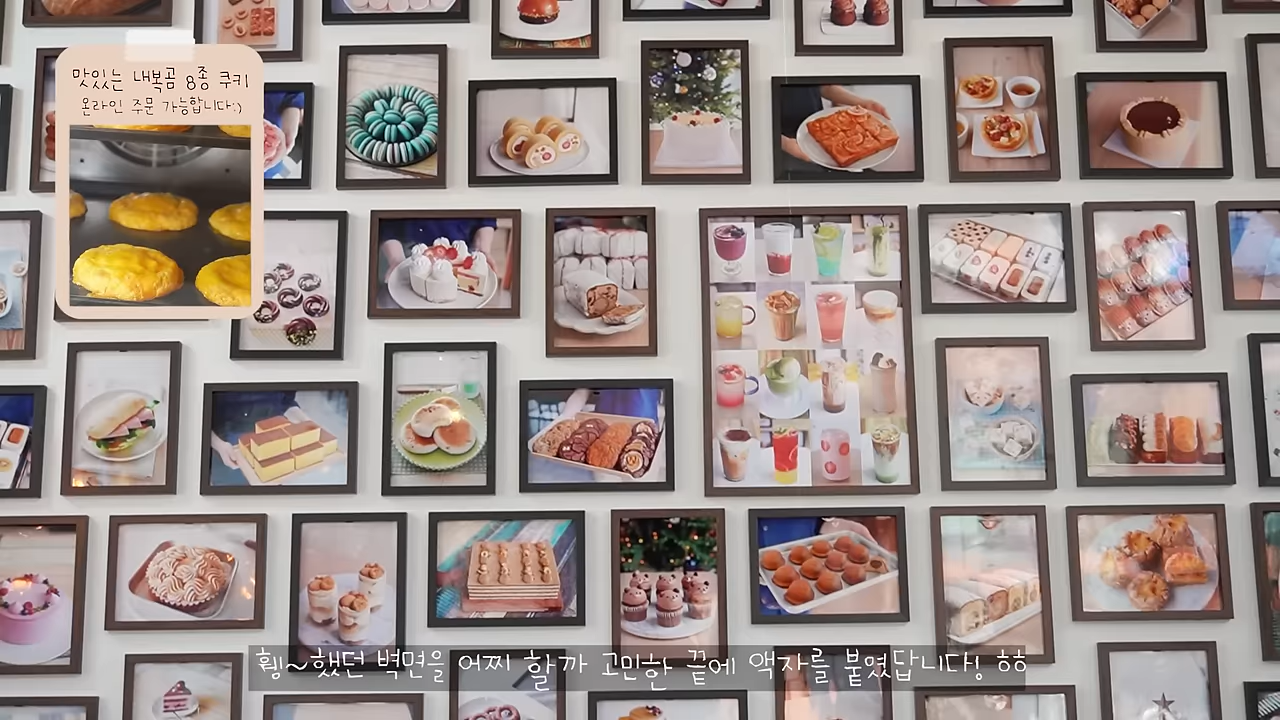 맛있는 내복곰 8종 쿠키
온라인 주문 가능합니다:)
휑~했던 벽면을 어찌 할까 고민한 끝에 액자를 붙였답니다! ㅎㅎ